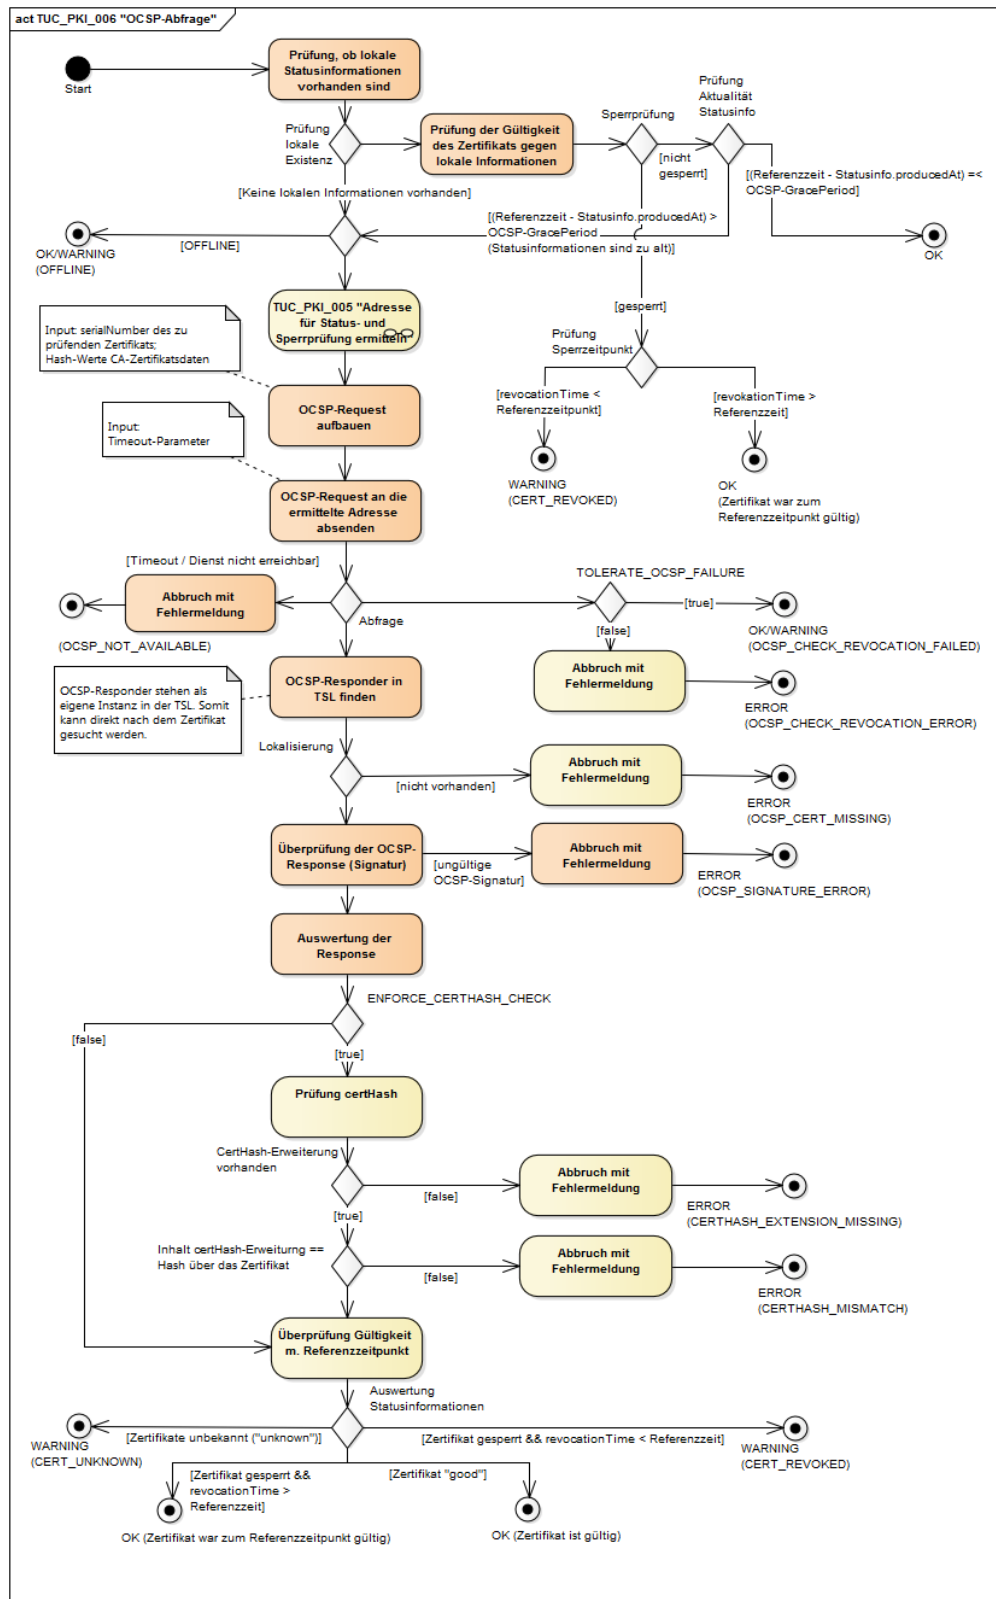 act TUC_PKI_006 "OCSP-Abfrage"
Start
Prüfung, ob lokale
Statusinformationen
vorhanden sind
Prüfung
lokale
Existenz
Prüfung der Gültigkeit
des Zertifikats gegen
lokale Informationen
Sperrprüfung
Prüfung
Aktualität
Statusinfo
[nicht
gesperrt]
[Keine lokalen Informationen vorhanden]
[(Referenzzeit - Statusinfo.producedAt) =<
OCSP-GracePeriod]
[(Referenzzeit - Statusinfo.producedAt) >
OCSP-GracePeriod
(Statusinformationen sind zu alt)]
[OFFLINE]
OK/WARNING
(OFFLINE)
OK
TUC_PKI_005 "Adresse
für Status- und
Sperrprüfung ermitteln"
[gesperrt]
Input: serialNumber des zu
prüfenden Zertifikats;
Hash-Werte CA-Zertifikatsdaten
Prüfung
Sperrzeitpunkt
OCSP-Request
aufbauen
[revocationTime <
Referenzzeitpunkt]
[revokationTime >
Referenzzeit]
Input:
Timeout-Parameter
OCSP-Request an die
ermittelte Adresse
absenden
WARNING
(CERT_REVOKED)
OK
(Zertifikat war zum
Referenzzeitpunkt gültig)
[Timeout / Dienst nicht erreichbar]
TOLERATE_OCSP_FAILURE
Abbruch mit
Fehlermeldung
Abfrage
[true]
[false]
(OCSP_NOT_AVAILABLE)
OK/WARNING
(OCSP_CHECK_REVOCATION_FAILED)
OCSP-Responder stehen als
eigene Instanz in der TSL. Somit
kann direkt nach dem Zertifikat
gesucht werden.
OCSP-Responder in
TSL finden
Abbruch mit
Fehlermeldung
ERROR
(OCSP_CHECK_REVOCATION_ERROR)
Lokalisierung
[nicht vorhanden]
Abbruch mit
Fehlermeldung
ERROR
(OCSP_CERT_MISSING)
Überprüfung der OCSP-
Response (Signatur)
[ungültige
OCSP-Signatur]
Abbruch mit
Fehlermeldung
ERROR
(OCSP_SIGNATURE_ERROR)
Auswertung der
Response
ENFORCE_CERTHASH_CHECK
[false]
[true]
Prüfung certHash
CertHash-Erweiterung
vorhanden
[false]
Abbruch mit
Fehlermeldung
ERROR
(CERTHASH_EXTENSION_MISSING)
[true]
Inhalt certHash-Erweiturng ==
Hash über das Zertifikat
[false]
Abbruch mit
Fehlermeldung
ERROR
(CERTHASH_MISMATCH)
Überprüfung Gültigkeit
m. Referenzzeitpunkt
Auswertung
Statusinformationen
[Zertifikate unbekannt ("unknown")]
[Zertifikat gesperrt && revocationTime < Referenzzeit]
WARNING
(CERT_UNKNOWN)
WARNING
(CERT_REVOKED)
[Zertifikat gesperrt &&
revocationTime >
Referenzzeit]
[Zertifikat "good"]
OK (Zertifikat war zum Referenzzeitpunkt gültig)
OK (Zertifikat ist gültig)